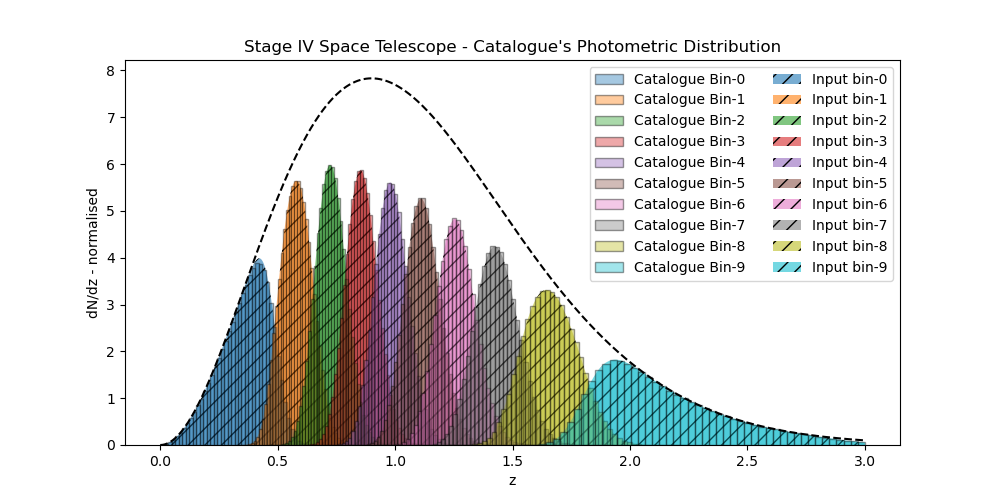 Stage IV Space Telescope - Catalogue's Photometric Distribution
dN/dz - normalised
8
7
6
5
4
3
2
1
0
0.0 0.5 1.0 1.5 2.0 2.5 3.0
z
Catalogue Bin-0 Input bin-0
Catalogue Bin-1 Input bin-1
Catalogue Bin-2 Input bin-2
Catalogue Bin-3 Input bin-3
Catalogue Bin-4 Input bin-4
Catalogue Bin-5 Input bin-5
Catalogue Bin-6 Input bin-6
Catalogue Bin-7 Input bin-7
Catalogue Bin-8 Input bin-8
Catalogue Bin-9 Input bin-9